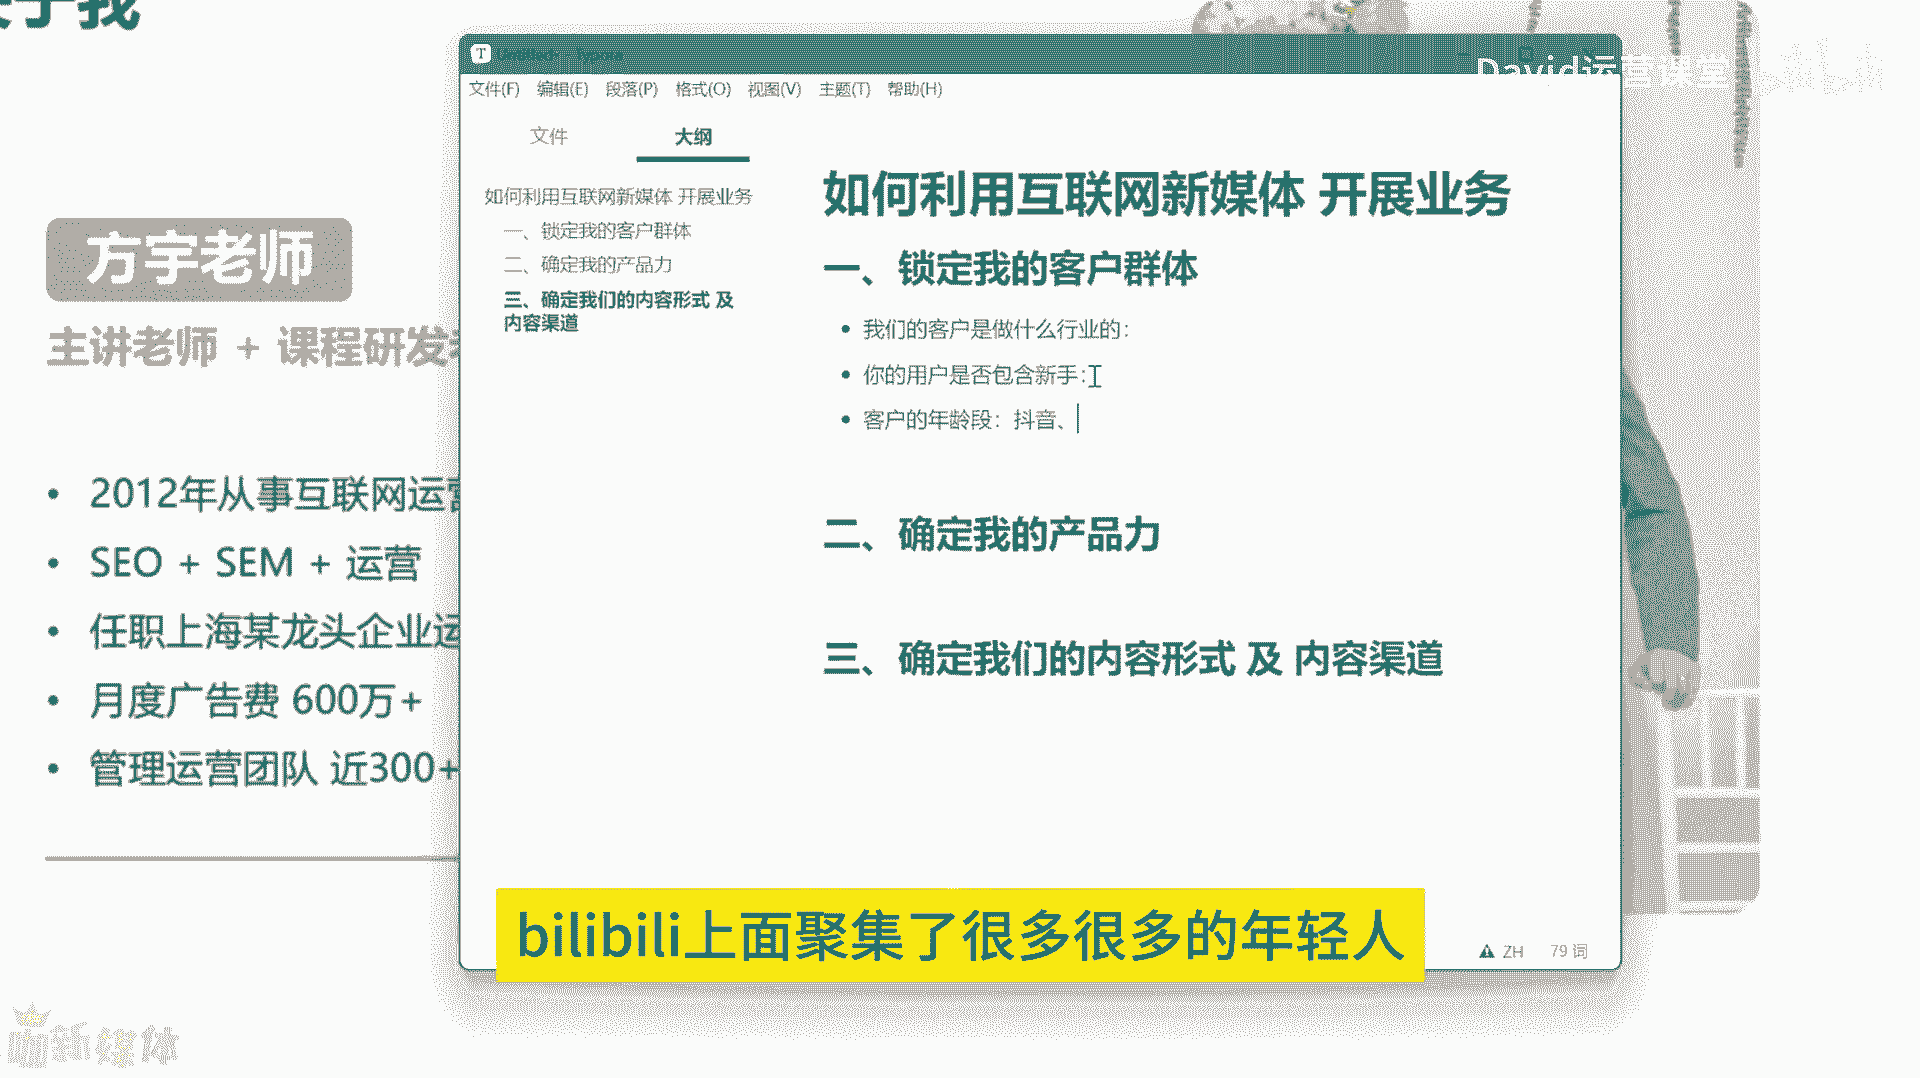 关于我
Untitled - Typora
David运营课堂
bilibili
文件(F) 编辑(E) 段落(P) 格式(O) 视图(V) 主题(T) 帮助(H)
文件 大纲
如何利用互联网新媒体 开展业务
一、锁定我的客户群体
二、确定我的产品力
三、确定我们的内容形式 及
内容渠道
如何利用互联网新媒体 开展业务
一、锁定我的客户群体
• 我们的客户是做什么行业的：
• 你的用户是否包含新手：
• 客户的年龄段：抖音、
二、确定我的产品力
三、确定我们的内容形式 及 内容渠道
方宇老师
主讲老师 + 课程研发老
• 2012年从事互联网运营
• SEO + SEM + 运营
• 任职上海某龙头企业运
• 月度广告费 600万+
• 管理运营团队 近300+
bilibili上面聚集了很多很多的年轻人
ZH 79 词
咖新媒体